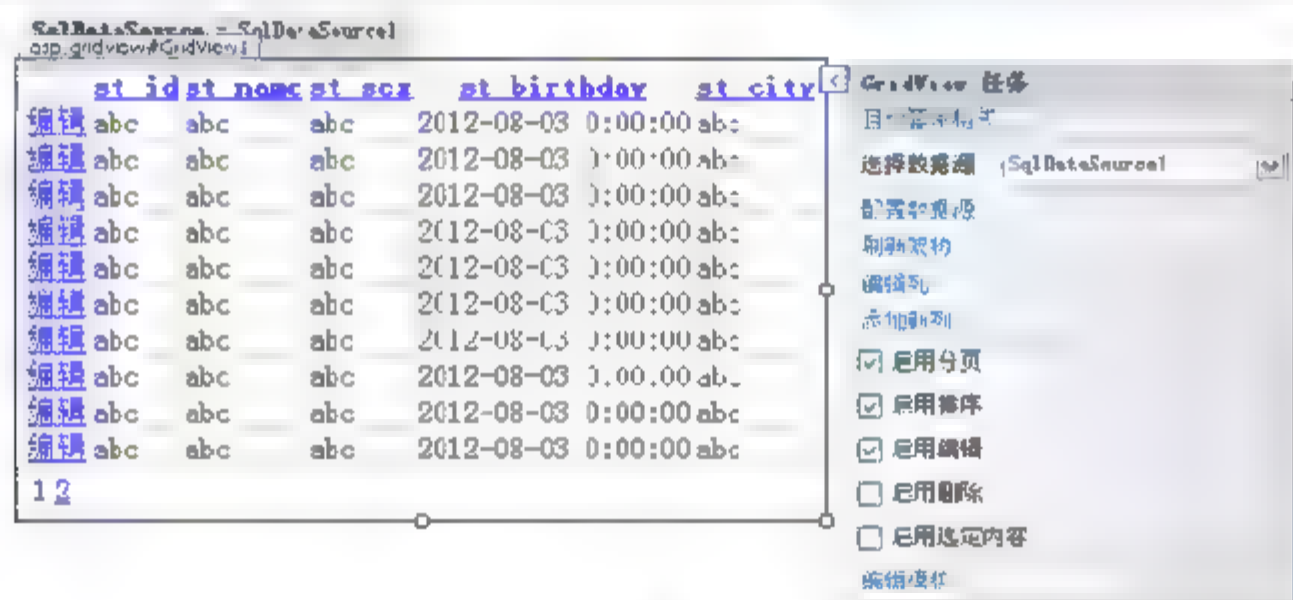 SqlDataSource - SqlDataSource1
asp:gridview#GridView1
st_id st_name st_sex st_birthday st_city
编辑 abc abc abc 2012-08-03 0:00:00 abc
编辑 abc abc abc 2012-08-03 0:00:00 abc
编辑 abc abc abc 2012-08-03 0:00:00 abc
编辑 abc abc abc 2012-08-03 0:00:00 abc
编辑 abc abc abc 2012-08-03 0:00:00 abc
编辑 abc abc abc 2012-08-03 0:00:00 abc
编辑 abc abc abc 2012-08-03 0:00:00 abc
编辑 abc abc abc 2012-08-03 0:00:00 abc
编辑 abc abc abc 2012-08-03 0:00:00 abc
编辑 abc abc abc 2012-08-03 0:00:00 abc
1 2
GridView 任务
选择数据源 SqlDataSource1
配置数据源
刷新架构
编辑列
添加新列
启用分页
启用排序
启用编辑
启用删除
启用选定内容
编辑模板